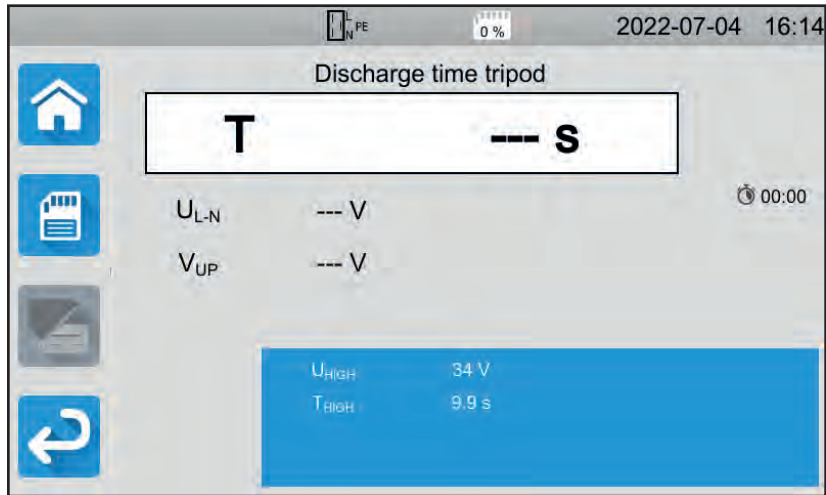 L N PE 0 % 2022-07-04 16:14
Discharge time tripod
T --- s
00:00
UL-N --- V
VUP --- V
UHIGH 34 V
THIGH 9.9 s